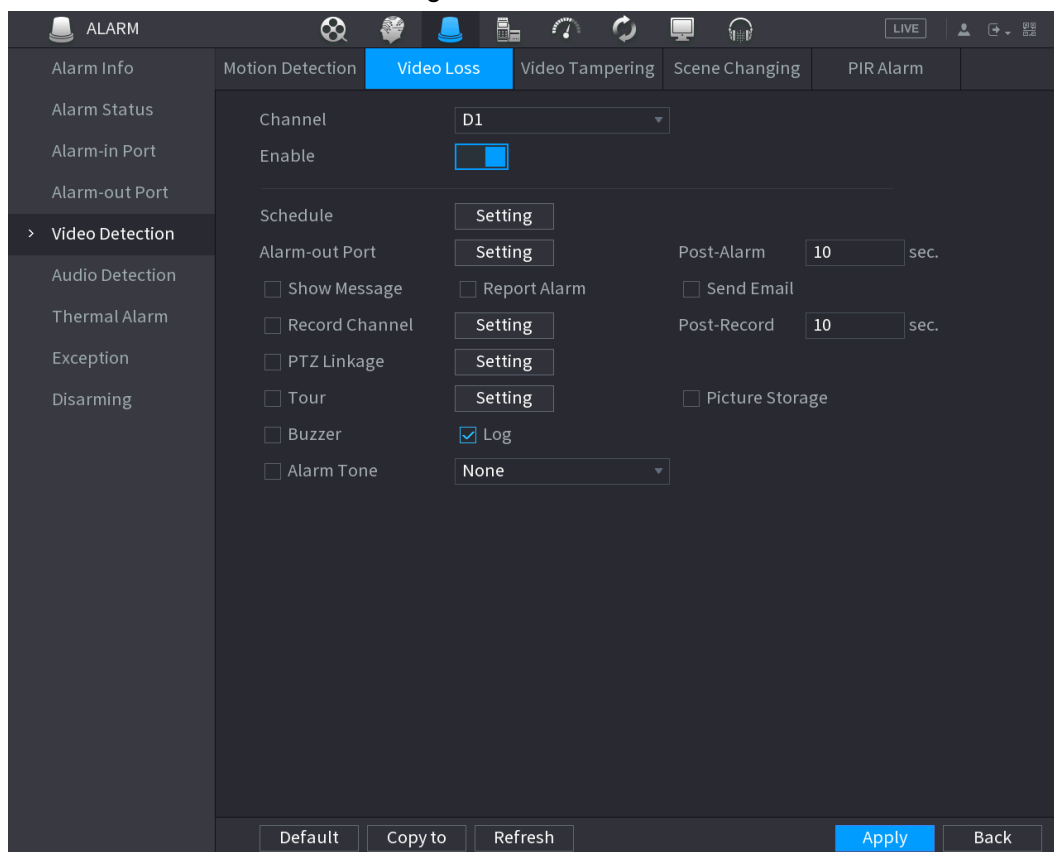 ALARM LIVE
Alarm Info
Alarm Status
Alarm-in Port
Alarm-out Port
> Video Detection
Audio Detection
Thermal Alarm
Exception
Disarming
Motion Detection Video Loss Video Tampering Scene Changing PIR Alarm
Channel D1
Enable
Schedule Setting
Alarm-out Port Setting Post-Alarm 10 sec.
Show Message Report Alarm Send Email
Record Channel Setting Post-Record 10 sec.
PTZ Linkage Setting
Tour Setting Picture Storage
Buzzer Log
Alarm Tone None
Default Copy to Refresh Apply Back